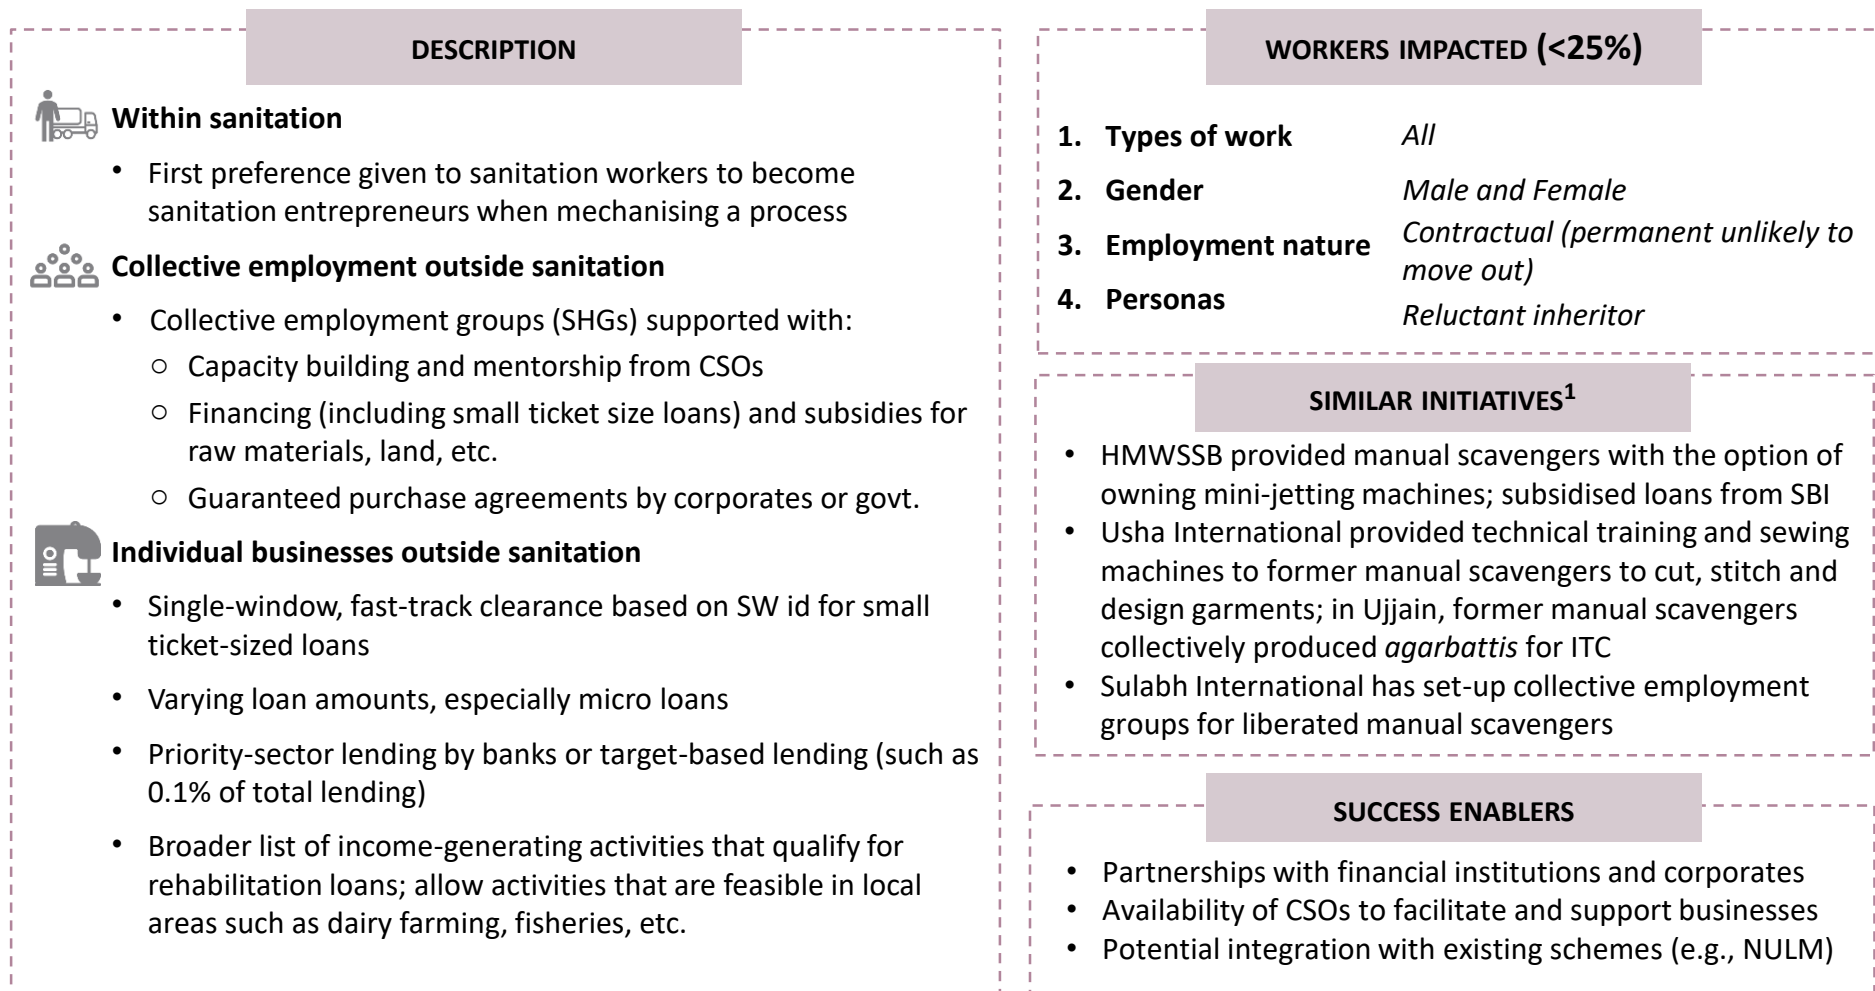 DESCRIPTION
Within sanitation
• First preference given to sanitation workers to become
sanitation entrepreneurs when mechanising a process
Collective employment outside sanitation
• Collective employment groups (SHGs) supported with:
○ Capacity building and mentorship from CSOs
○ Financing (including small ticket size loans) and subsidies for
raw materials, land, etc.
○ Guaranteed purchase agreements by corporates or govt.
Individual businesses outside sanitation
• Single-window, fast-track clearance based on SW id for small
ticket-sized loans
• Varying loan amounts, especially micro loans
• Priority-sector lending by banks or target-based lending (such as
0.1% of total lending)
• Broader list of income-generating activities that qualify for
rehabilitation loans; allow activities that are feasible in local
areas such as dairy farming, fisheries, etc.
WORKERS IMPACTED (<25%)
1. Types of work All
2. Gender Male and Female
3. Employment nature Contractual (permanent unlikely to
move out)
4. Personas Reluctant inheritor
SIMILAR INITIATIVES1
• HMWSSB provided manual scavengers with the option of
owning mini-jetting machines; subsidised loans from SBI
• Usha International provided technical training and sewing
machines to former manual scavengers to cut, stitch and
design garments; in Ujjain, former manual scavengers
collectively produced agarbattis for ITC
• Sulabh International has set-up collective employment
groups for liberated manual scavengers
SUCCESS ENABLERS
• Partnerships with financial institutions and corporates
• Availability of CSOs to facilitate and support businesses
• Potential integration with existing schemes (e.g., NULM)